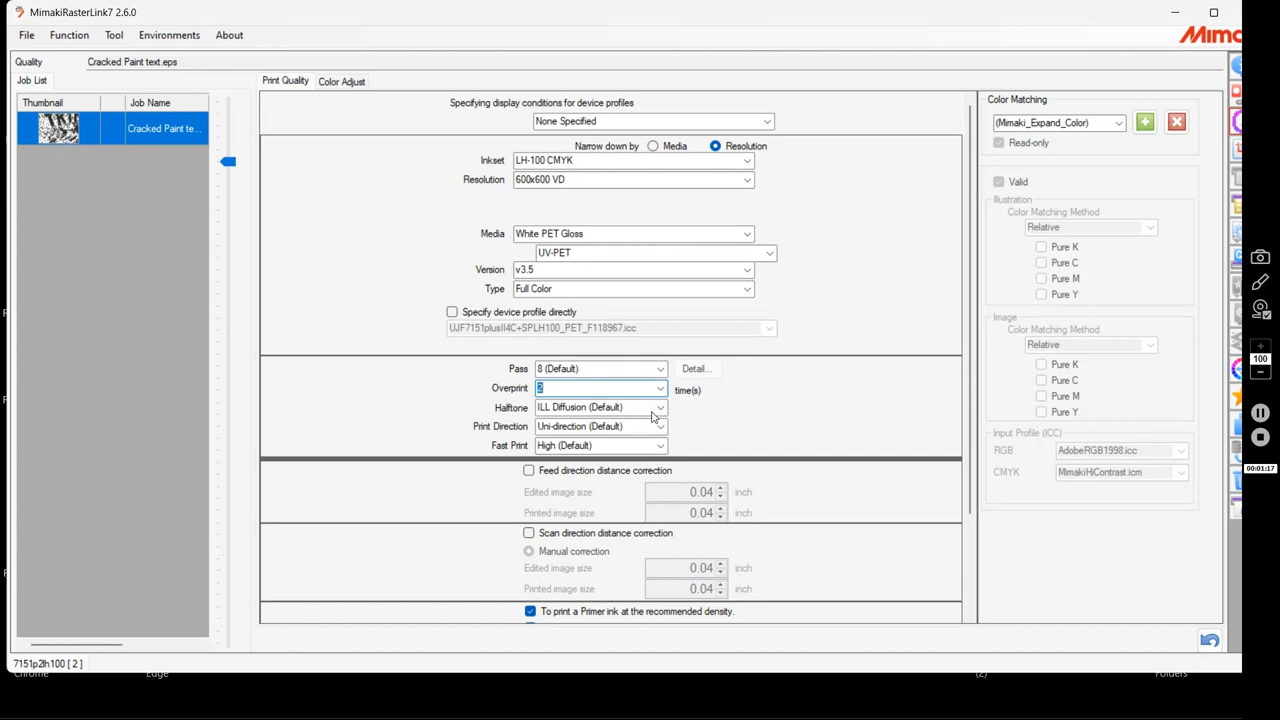 MimakiRasterLink7 2.6.0
File Function Tool Environments About
Quality Cracked Paint text.eps
Job List
Thumbnail Job Name
Cracked Paint te...
7151p2lh100 [ 2 ]
Print Quality Color Adjust
Specifying display conditions for device profiles
None Specified
Narrow down by Media Resolution
Inkset LH-100 CMYK
Resolution 600x600 VD
Media White PET Gloss
UV-PET
Version v3.5
Type Full Color
Specify device profile directly
UJF7151plusII4C+SPLH100_PET_F118967.icc
Pass 8 (Default) Detail...
Overprint 2 time(s)
Halftone ILL Diffusion (Default)
Print Direction Uni-direction (Default)
Fast Print High (Default)
Feed direction distance correction
Edited image size 0.04 inch
Printed image size 0.04 inch
Scan direction distance correction
Manual correction
Edited image size 0.04 inch
Printed image size 0.04 inch
To print a Primer ink at the recommended density.
Color Matching
(Mimaki_Expand_Color)
Read-only
Valid
Illustration
Color Matching Method
Relative
Pure K
Pure C
Pure M
Pure Y
Image
Color Matching Method
Relative
Pure K
Pure C
Pure M
Pure Y
Input Profile (ICC)
RGB AdobeRGB1998.icc
CMYK MimakiHiContrast.icm
100
00:01:17
Chrome Edge (2) Folders